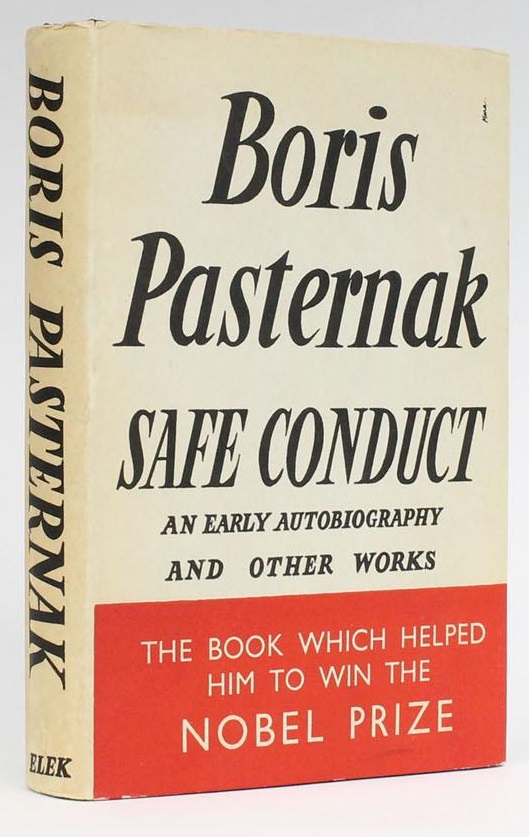 BORIS PASTERNAK
ELEK
Boris
Pasternak
SAFE CONDUCT
AN EARLY AUTOBIOGRAPHY
AND OTHER WORKS
THE BOOK WHICH HELPED
HIM TO WIN THE
NOBEL PRIZE